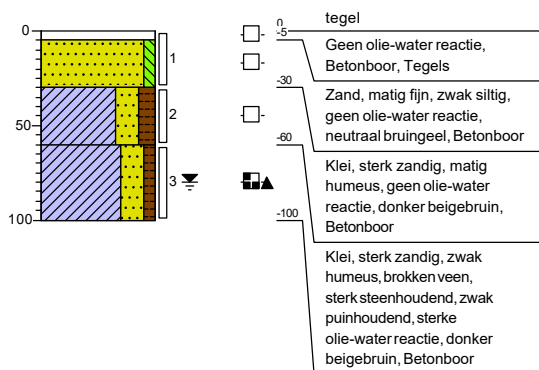 0
50
100
1
2
3
0
-5
-30
-60
-100
tegel
Geen olie-water reactie,
Betonboor, Tegels
Zand, matig fijn, zwak siltig,
geen olie-water reactie,
neutraal bruingeel, Betonboor
Klei, sterk zandig, matig
humeus, geen olie-water
reactie, donker beigebruin,
Betonboor
Klei, sterk zandig, zwak
humeus, brokken veen,
sterk steenhoudend, zwak
puinhoudend, sterke
olie-water reactie, donker
beigebruin, Betonboor